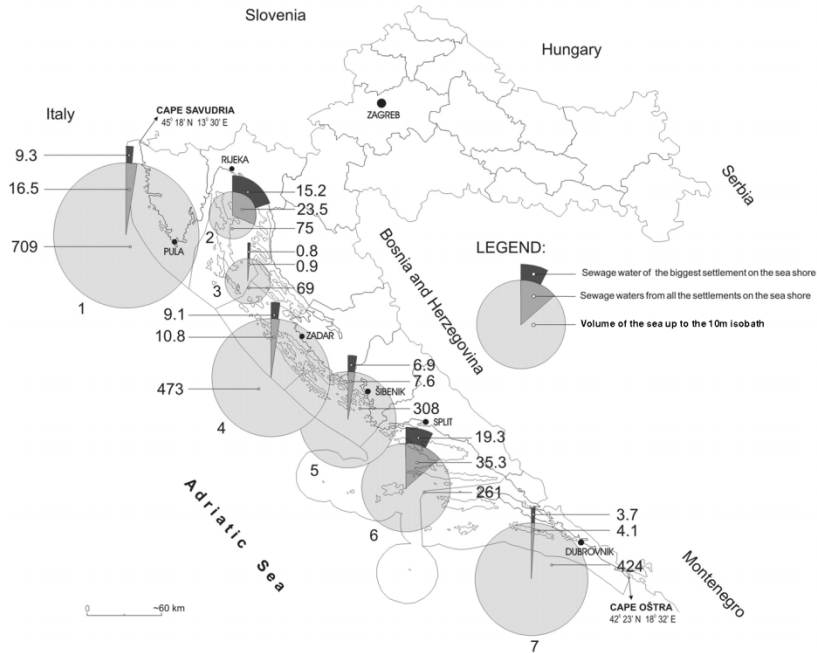 Slovenia
Hungary
Italy
CAPE SAVUDRIA
45° 18' N 13° 30' E
ZAGREB
Serbia
9.3
16.5
709
PULA
1
RIJEKA
15.2
23.5
75
2
0.8
0.9
69
3
Bosnia and Herzegovina
LEGEND:
Sewage water of the biggest settlement on the sea shore
Sewage waters from all the settlements on the sea shore
Volume of the sea up to the 10m isobath
9.1
10.8
473
ZADAR
4
6.9
7.6
ŠIBENIK
308
5
SPLIT
19.3
35.3
261
6
Adriatic Sea
3.7
4.1
DUBROVNIK
424
Montenegro
CAPE OŠTRA
42° 23' N 18° 32' E
7
0
~60 km